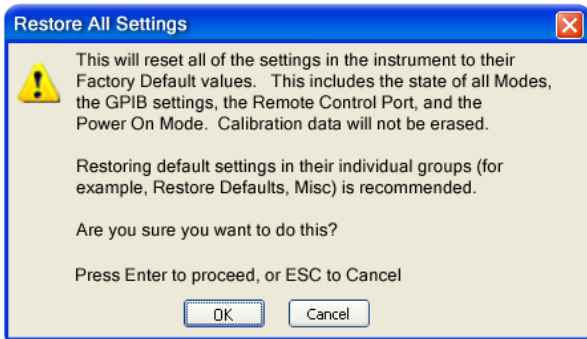 Restore All Settings
This will reset all of the settings in the instrument to their
Factory Default values. This includes the state of all Modes,
the GPIB settings, the Remote Control Port, and the
Power On Mode. Calibration data will not be erased.
Restoring default settings in their individual groups (for
example, Restore Defaults, Misc) is recommended.
Are you sure you want to do this?
Press Enter to proceed, or ESC to Cancel
OK
Cancel